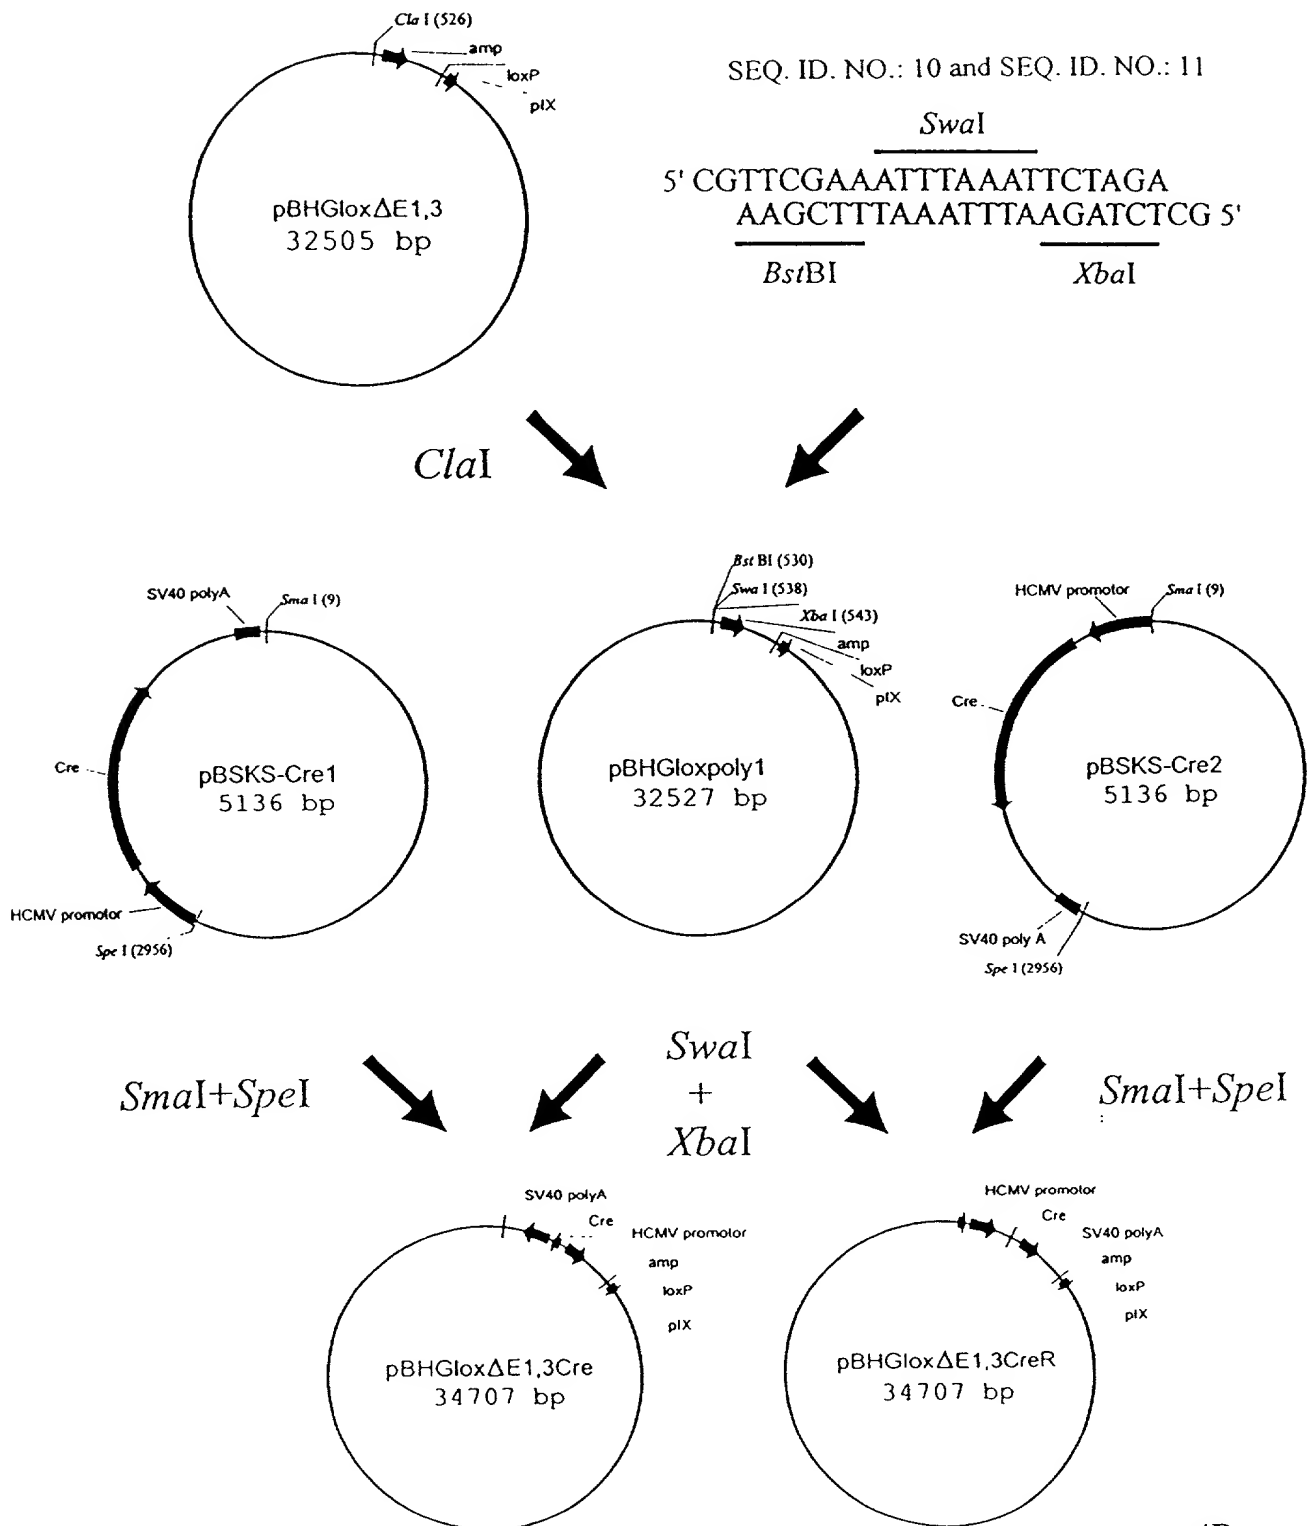 Cla I (526)
amp
loxP
pIX
pBHGloxΔE1,3
32505 bp
SEQ. ID. NO.: 10 and SEQ. ID. NO.: 11
SwaI
5' CGTTCGAAATTTAAATTCTAGA
AAGCTTTAAATTTAAGATCTCG 5'
BstBI
XbaI
ClaI
SV40 polyA
Sma I (9)
Cre
pBSKS-Cre1
5136 bp
HCMV promotor
Spe I (2956)
Bst BI (530)
Swa I (538)
Xba I (543)
amp
loxP
pIX
pBHGloxpoly1
32527 bp
HCMV promotor
Sma I (9)
Cre
pBSKS-Cre2
5136 bp
SV40 poly A
Spe I (2956)
SmaI+SpeI
SwaI
+
XbaI
SmaI+SpeI
SV40 polyA
Cre
HCMV promotor
amp
loxP
pIX
pBHGloxΔE1,3Cre
34707 bp
HCMV promotor
Cre
SV40 polyA
amp
loxP
pIX
pBHGloxΔE1,3CreR
34707 bp